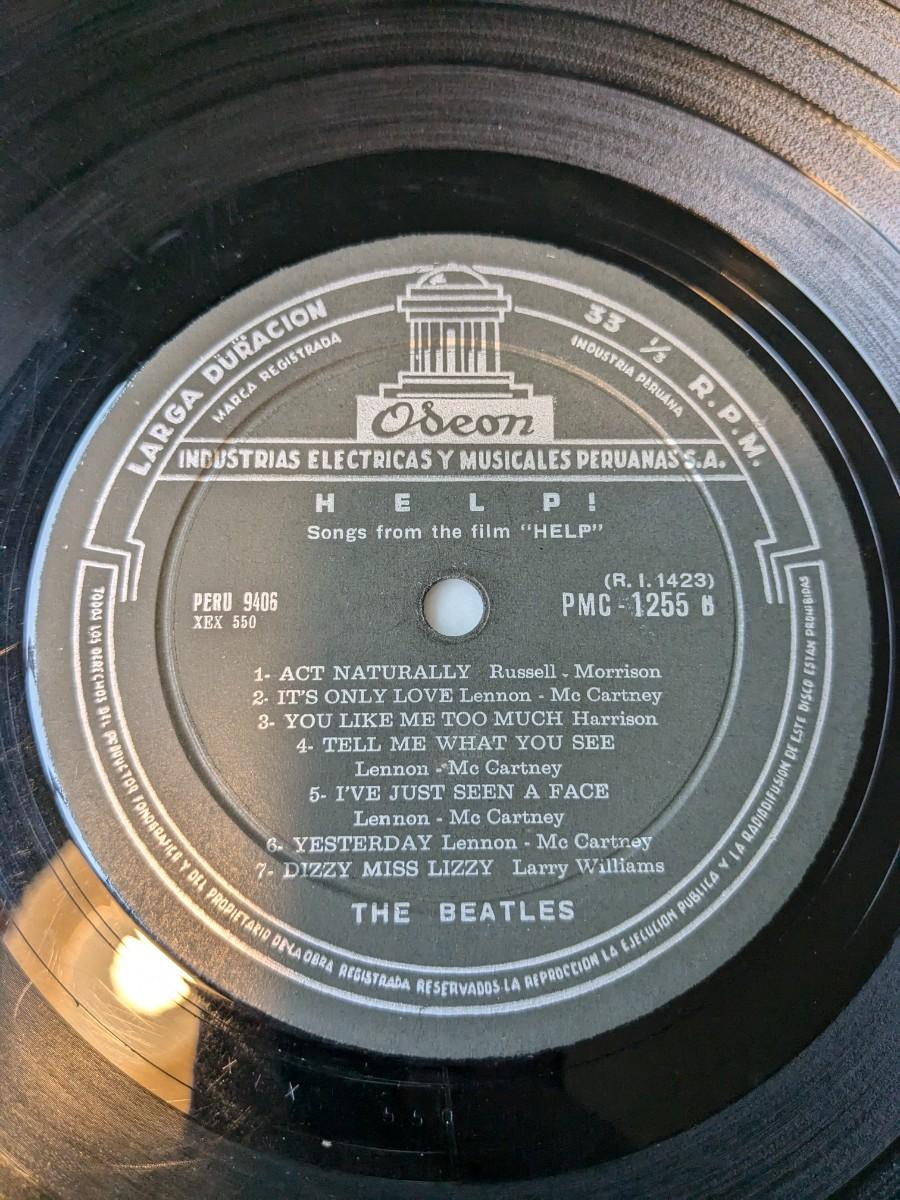 LARGA DURACION
33 1/3 R.P.M.
MARCA REGISTRADA
INDUSTRIA PERUANA
Odeon
INDUSTRIAS ELECTRICAS Y MUSICALES PERUANAS S.A.
HELP!
Songs from the film "HELP"
(R. I. 1423)
PERU 9406
PMC - 1255 B
XEX 550
1- ACT NATURALLY Russell - Morrison
2- IT'S ONLY LOVE Lennon - Mc Cartney
3- YOU LIKE ME TOO MUCH Harrison
4- TELL ME WHAT YOU SEE
Lennon - Mc Cartney
5- I'VE JUST SEEN A FACE
Lennon - Mc Cartney
6- YESTERDAY Lennon - Mc Cartney
7- DIZZY MISS LIZZY Larry Williams
THE BEATLES
TODOS LOS DERECHOS DEL PRODUCTOR FONOGRAFICO Y DEL PROPIETARIO DE LA OBRA REGISTRADA RESERVADOS LA REPRODUCCION LA EJECUCION PUBLICA Y LA RADIODIFUSION DE ESTE DISCO ESTAN PROHIBIDAS